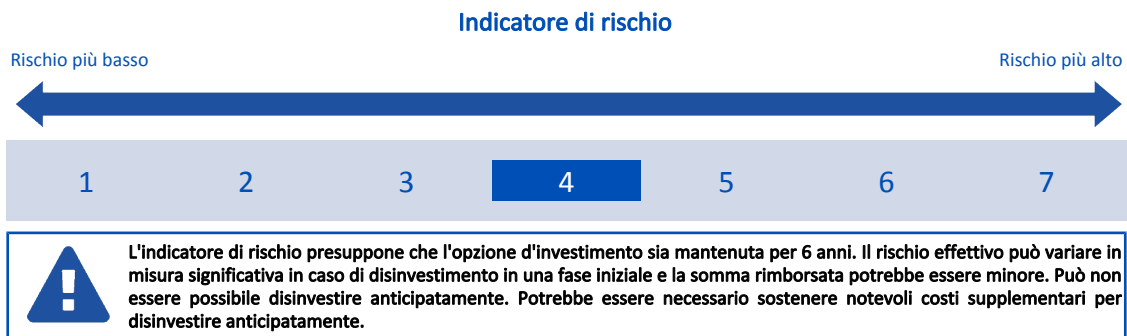 Indicatore di rischio
Rischio più basso
Rischio più alto
1 2 3 4 5 6 7
L'indicatore di rischio presuppone che l'opzione d'investimento sia mantenuta per 6 anni. Il rischio effettivo può variare in
misura significativa in caso di disinvestimento in una fase iniziale e la somma rimborsata potrebbe essere minore. Può non
essere possibile disinvestire anticipatamente. Potrebbe essere necessario sostenere notevoli costi supplementari per
disinvestire anticipatamente.